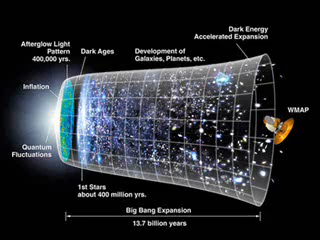 Dark Energy
Accelerated Expansion
Afterglow Light
Pattern
400,000 yrs.
Dark Ages
Development of
Galaxies, Planets, etc.
Inflation
WMAP
Quantum
Fluctuations
1st Stars
about 400 million yrs.
Big Bang Expansion
13.7 billion years